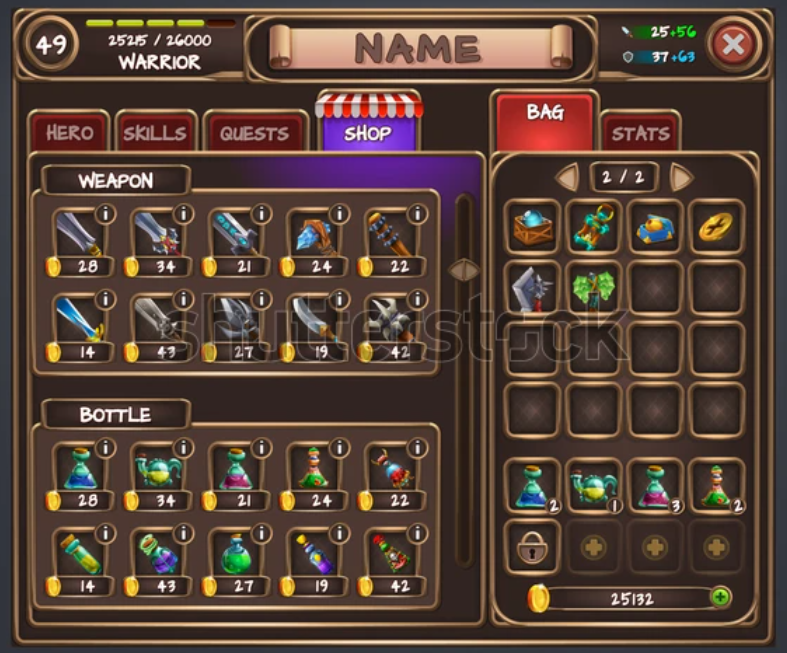 49
25215 / 26000
WARRIOR
NAME
25+56
37+63
HERO
SKILLS
QUESTS
SHOP
BAG
STATS
WEAPON
i i i i i
28 34 21 24 22
i i i i i
14 43 27 19 42
BOTTLE
i i i i i
28 34 21 24 22
i i i i i
14 43 27 19 42
2 / 2
2 1 3 2
25132
shutterstock